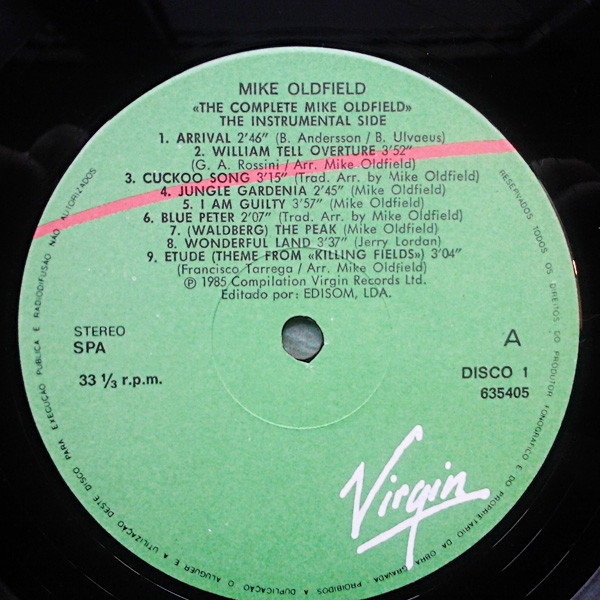 MIKE OLDFIELD
«THE COMPLETE MIKE OLDFIELD»
THE INSTRUMENTAL SIDE
1. ARRIVAL 2'46" (B. Andersson / B. Ulvaeus)
2. WILLIAM TELL OVERTURE 3'52"
(G. A. Rossini / Arr. Mike Oldfield)
3. CUCKOO SONG 3'15" (Trad. Arr. by Mike Oldfield)
4. JUNGLE GARDENIA 2'45" (Mike Oldfield)
5. I AM GUILTY 3'57" (Mike Oldfield)
6. BLUE PETER 2'07" (Trad. Arr. by Mike Oldfield)
7. (WALDBERG) THE PEAK (Mike Oldfield)
8. WONDERFUL LAND 3'37" (Jerry Lordan)
9. ETUDE (THEME FROM «KILLING FIELDS») 3'04"
(Francisco Tarrega / Arr. Mike Oldfield)
Ⓟ 1985 Compilation Virgin Records Ltd.
Editado por: EDISOM, LDA.
STEREO
SPA
33 1/3 r.p.m.
A
DISCO 1
635405
Virgin
RESERVADOS TODOS OS DIREITOS DO PRODUTOR FONOGRAFICO E DO PROPRIETARIO DA OBRA GRAVADA. PROIBIDOS A DUPLICAÇÃO O ALUGUER E A UTILIZAÇÃO DESTE DISCO PARA EXECUÇÃO PUBLICA E RADIODIFUSÃO NÃO AUTORIZADOS